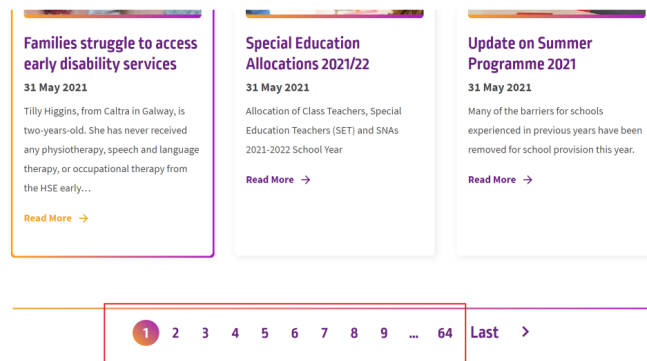 Families struggle to access
early disability services
31 May 2021
Tilly Higgins, from Caltra in Galway, is
two-years-old. She has never received
any physiotherapy, speech and language
therapy, or occupational therapy from
the HSE early…
Read More →
Special Education
Allocations 2021/22
31 May 2021
Allocation of Class Teachers, Special
Education Teachers (SET) and SNAs
2021-2022 School Year
Read More →
Update on Summer
Programme 2021
31 May 2021
Many of the barriers for schools
experienced in previous years have been
removed for school provision this year.
Read More →
1 2 3 4 5 6 7 8 9 ... 64 Last >